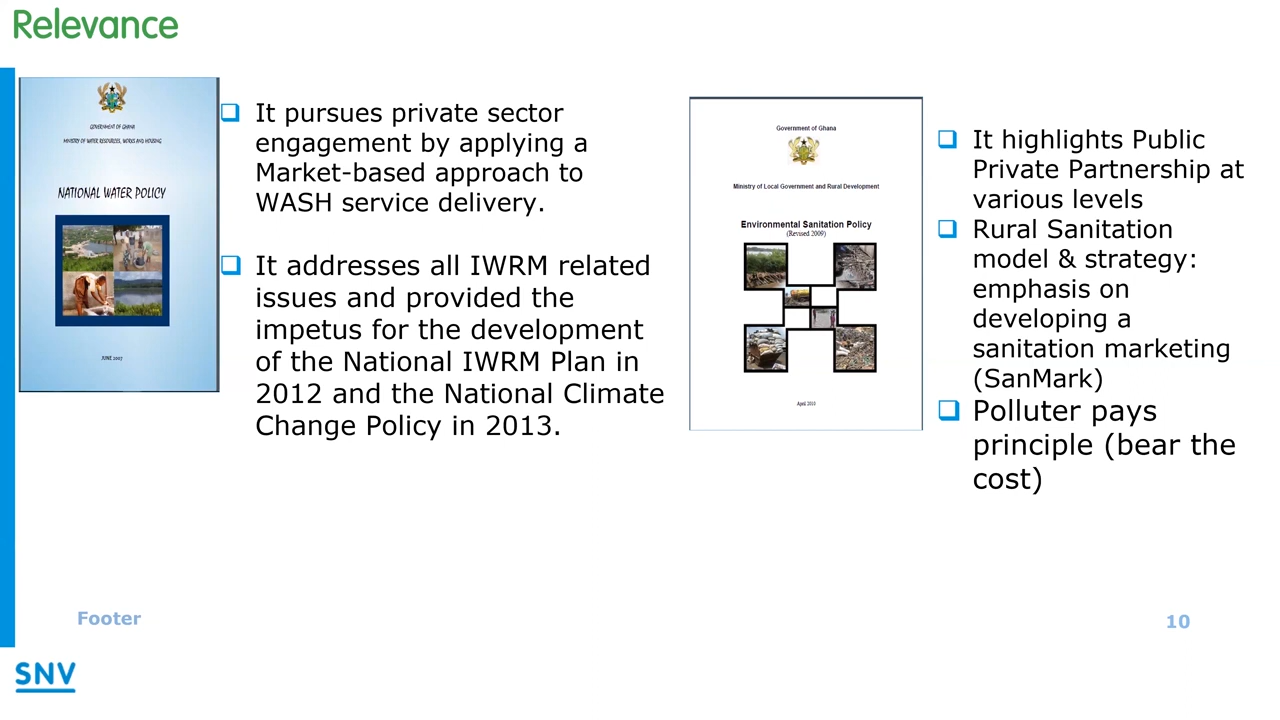 Relevance
GOVERNMENT OF GHANA
MINISTRY OF WATER RESOURCES, WORKS AND HOUSING
NATIONAL WATER POLICY
JUNE 2007
It pursues private sector
engagement by applying a
Market-based approach to
WASH service delivery.
It addresses all IWRM related
issues and provided the
impetus for the development
of the National IWRM Plan in
2012 and the National Climate
Change Policy in 2013.
Government of Ghana
Ministry of Local Government and Rural Development
Environmental Sanitation Policy
(Revised 2009)
April 2010
It highlights Public
Private Partnership at
various levels
Rural Sanitation
model & strategy:
emphasis on
developing a
sanitation marketing
(SanMark)
Polluter pays
principle (bear the
cost)
Footer
10
SNV